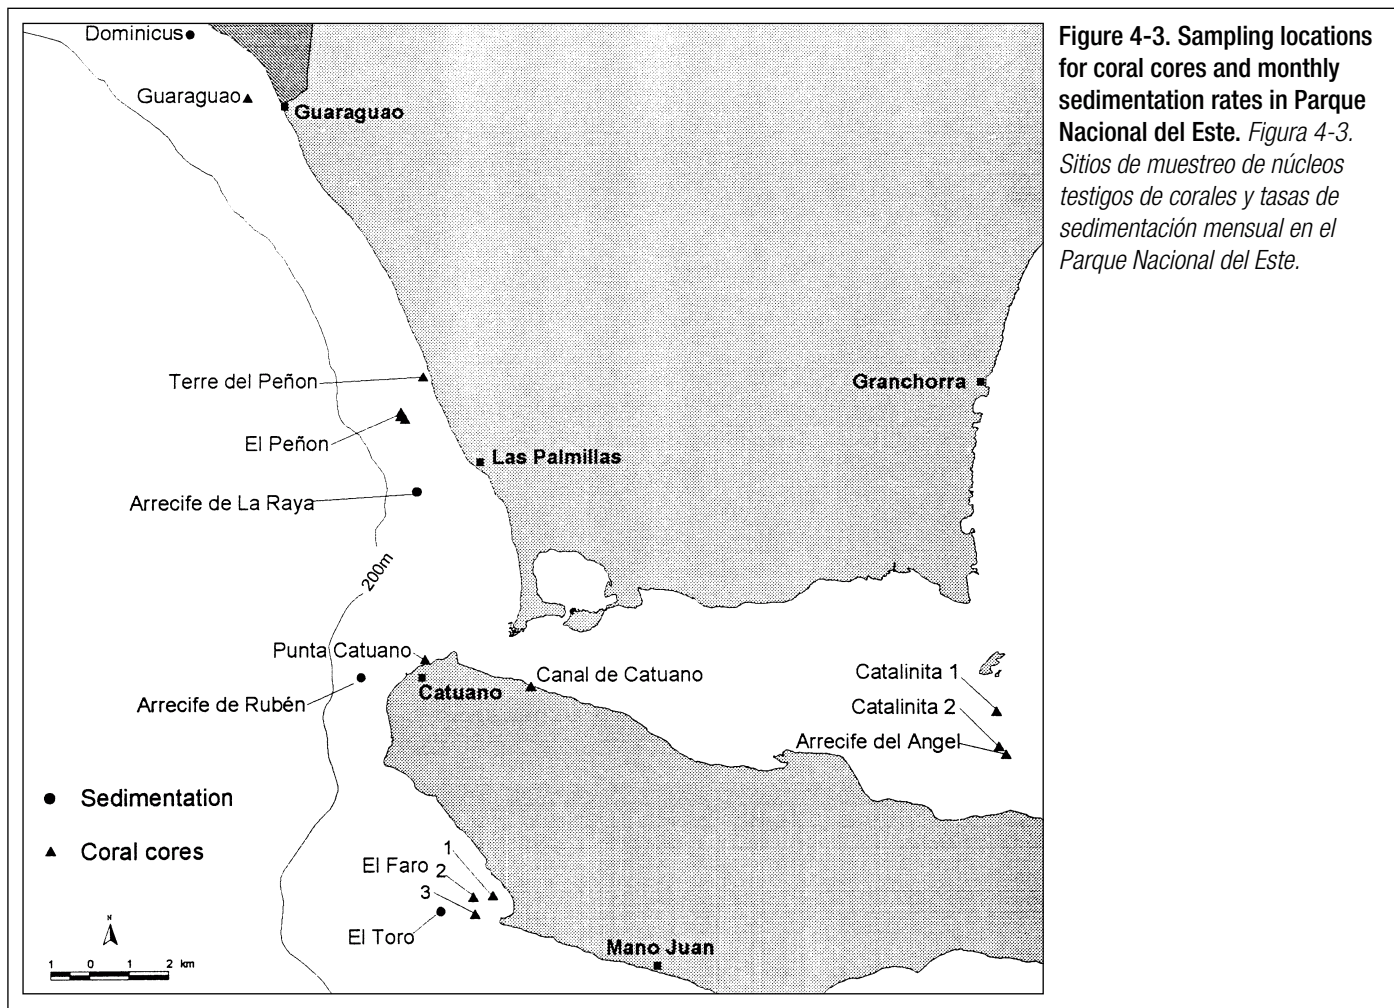 Dominicus
Guaraguao
Guaraguao
Terre del Peñon
Granchorra
El Peñon
Las Palmillas
Arrecife de La Raya
200m
Punta Catuano
Canal de Catuano
Catalinita 1
Arrecife de Rubén
Catuano
Catalinita 2
Arrecife del Angel
Sedimentation
Coral cores
1
El Faro 2
3
El Toro
Mano Juan
N
1 0 1 2 km
Figure 4-3. Sampling locations
for coral cores and monthly
sedimentation rates in Parque
Nacional del Este. Figura 4-3.
Sitios de muestreo de núcleos
testigos de corales y tasas de
sedimentación mensual en el
Parque Nacional del Este.